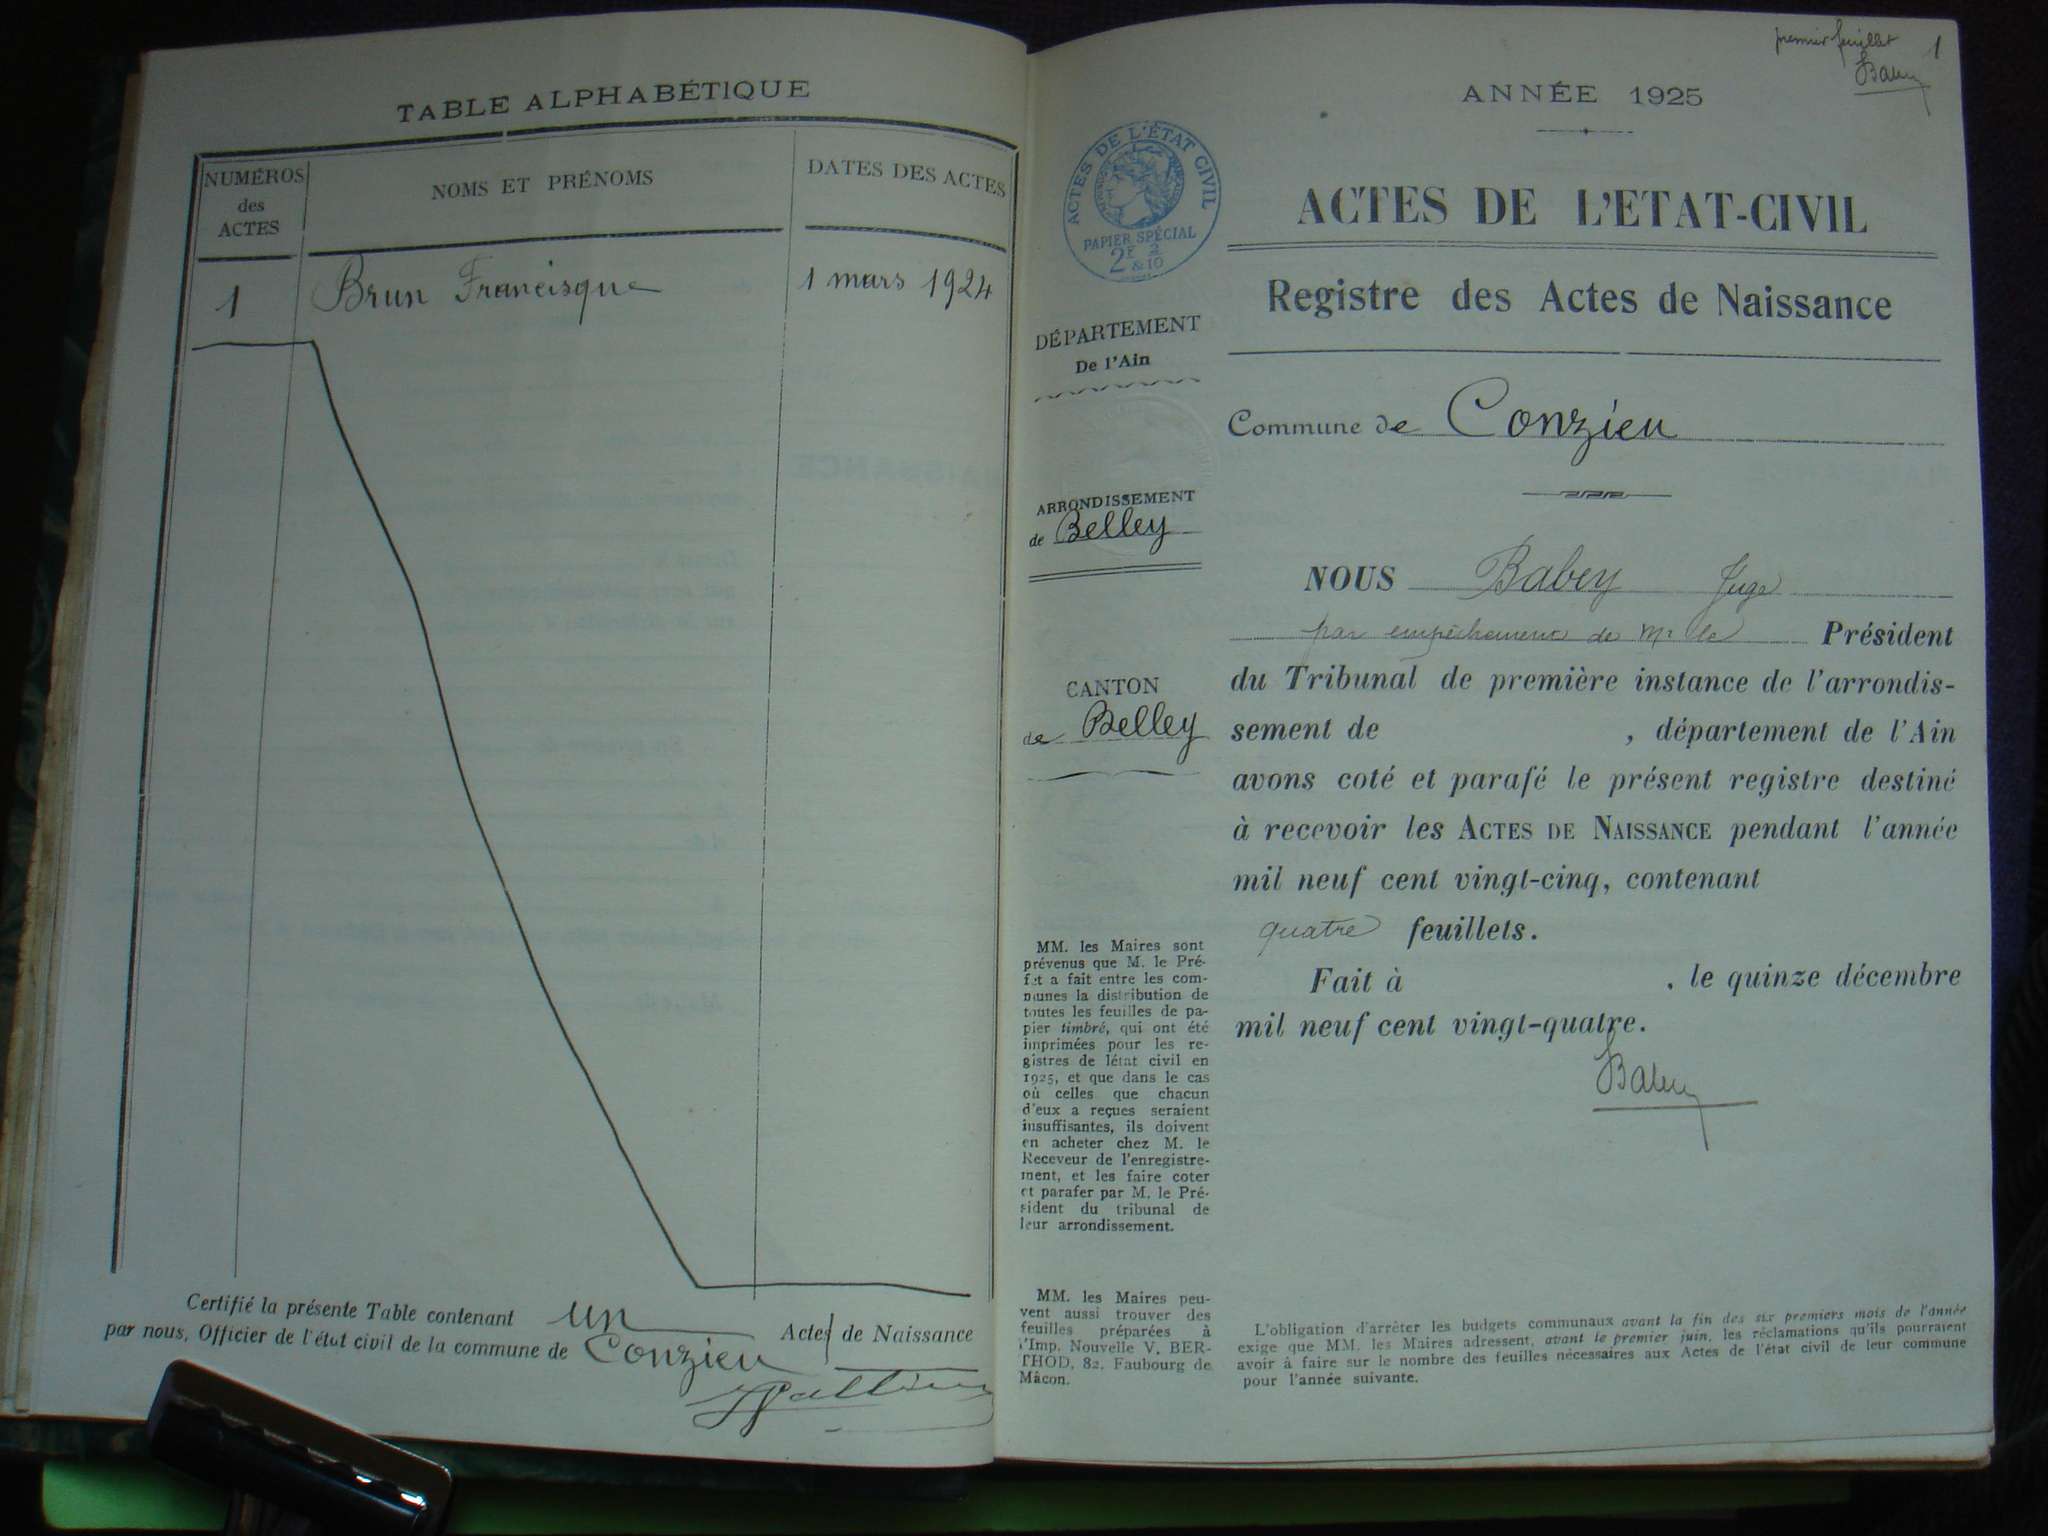 TABLE ALPHABÉTIQUE
NUMÉROS
des
ACTES
NOMS ET PRÉNOMS
DATES DES ACTES
1 Brun Francisque 1 mars 1924
Certifié la présente Table contenant un Actes de Naissance
par nous, Officier de l'état civil de la commune de Conzieu
premier feuillet 1
Babey
ANNÉE 1925
ACTES DE L'ÉTAT CIVIL
PAPIER SPÉCIAL
2F 2
&10
ACTES DE L'ETAT-CIVIL
Registre des Actes de Naissance
DÉPARTEMENT
De l'Ain
Commune de Conzieu
ARRONDISSEMENT
de Belley
CANTON
de Belley
NOUS Babey Juge
par empêchement de Mr le Président
du Tribunal de première instance de l'arrondis-
sement de , département de l'Ain
avons coté et parafé le présent registre destiné
à recevoir les ACTES DE NAISSANCE pendant l'année
mil neuf cent vingt-cinq, contenant
quatre feuillets.
Fait à , le quinze décembre
mil neuf cent vingt-quatre.
Babey
MM. les Maires sont
prévenus que M. le Pré-
fet a fait entre les com-
munes la distribution de
toutes les feuilles de pa-
pier timbré, qui ont été
imprimées pour les re-
gistres de létat civil en
1925, et que dans le cas
où celles que chacun
d'eux a reçues seraient
insuffisantes, ils doivent
en acheter chez M. le
Receveur de l'enregistre-
ment, et les faire coter
et parafer par M. le Pré-
sident du tribunal de
leur arrondissement.
MM. les Maires peu-
vent aussi trouver des
feuilles préparées à
l'Imp. Nouvelle V. BER-
THOD, 82, Faubourg de
Mâcon.
L'obligation d'arrêter les budgets communaux avant la fin des six premiers mois de l'année
exige que MM. les Maires adressent, avant le premier juin, les réclamations qu'ils pourraient
avoir à faire sur le nombre des feuilles nécessaires aux Actes de l'état civil de leur commune
pour l'année suivante.